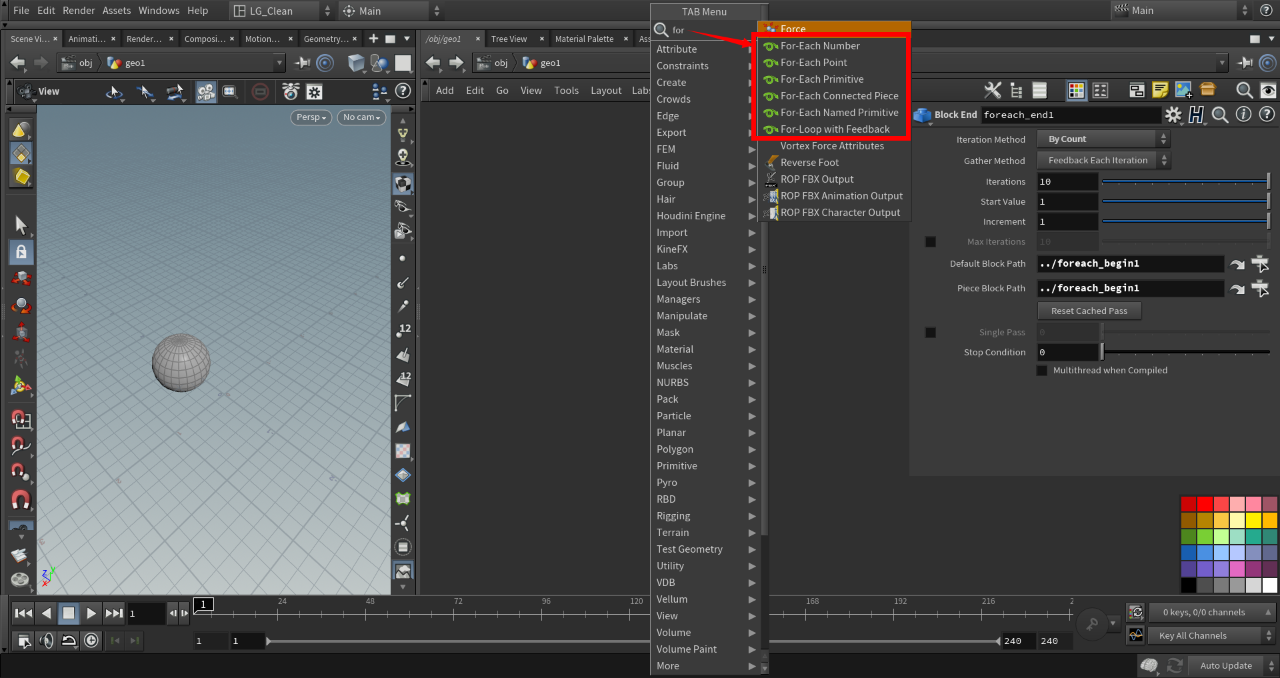 File Edit Render Assets Windows Help LG_Clean Main Main
Scene Vi... Animati... Render... Composi... Motion... Geometry...
/obj/geo1 Tree View Material Palette
obj geo1
obj geo1
View
Persp No cam
Add Edit Go View Tools Layout Labs
TAB Menu
for
Attribute
Constraints
Create
Crowds
Edge
Export
FEM
Fluid
Group
Hair
Houdini Engine
Import
KineFX
Labs
Layout Brushes
Managers
Manipulate
Mask
Material
Muscles
NURBS
Pack
Particle
Planar
Polygon
Primitive
Pyro
RBD
Rigging
Terrain
Test Geometry
Utility
VDB
Vellum
View
Volume
Volume Paint
More
Force
For-Each Number
For-Each Point
For-Each Primitive
For-Each Connected Piece
For-Each Named Primitive
For-Loop with Feedback
Vortex Force Attributes
Reverse Foot
ROP FBX Output
ROP FBX Animation Output
ROP FBX Character Output
Block End foreach_end1
Iteration Method By Count
Gather Method Feedback Each Iteration
Iterations 10
Start Value 1
Increment 1
Max Iterations 10
Default Block Path ../foreach_begin1
Piece Block Path ../foreach_begin1
Reset Cached Pass
Single Pass 0
Stop Condition 0
Multithread when Compiled
12
12
z y x
1 1 24 48 72 96 120 168 192 216 2
0 keys, 0/0 channels
1 1 240 240 Key All Channels
Auto Update